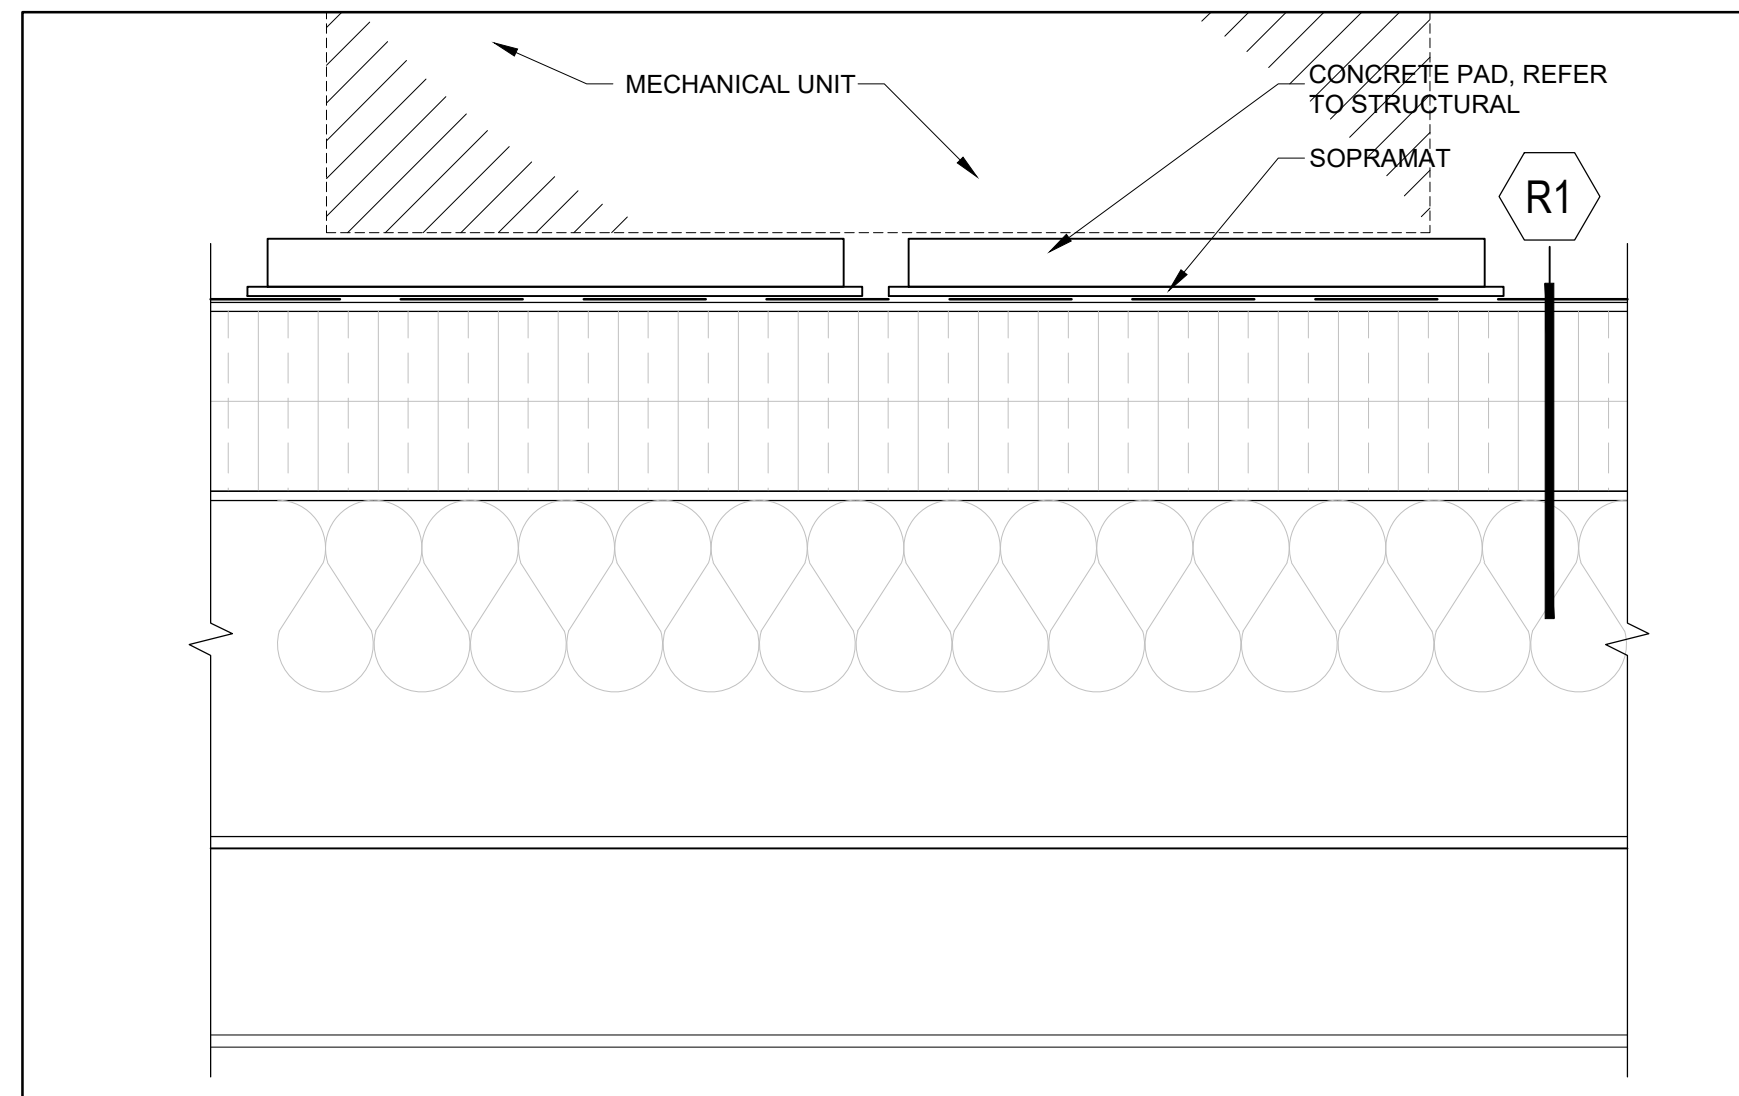 MECHANICAL UNIT
CONCRETE PAD, REFER
TO STRUCTURAL
SOPRAMAT
R1